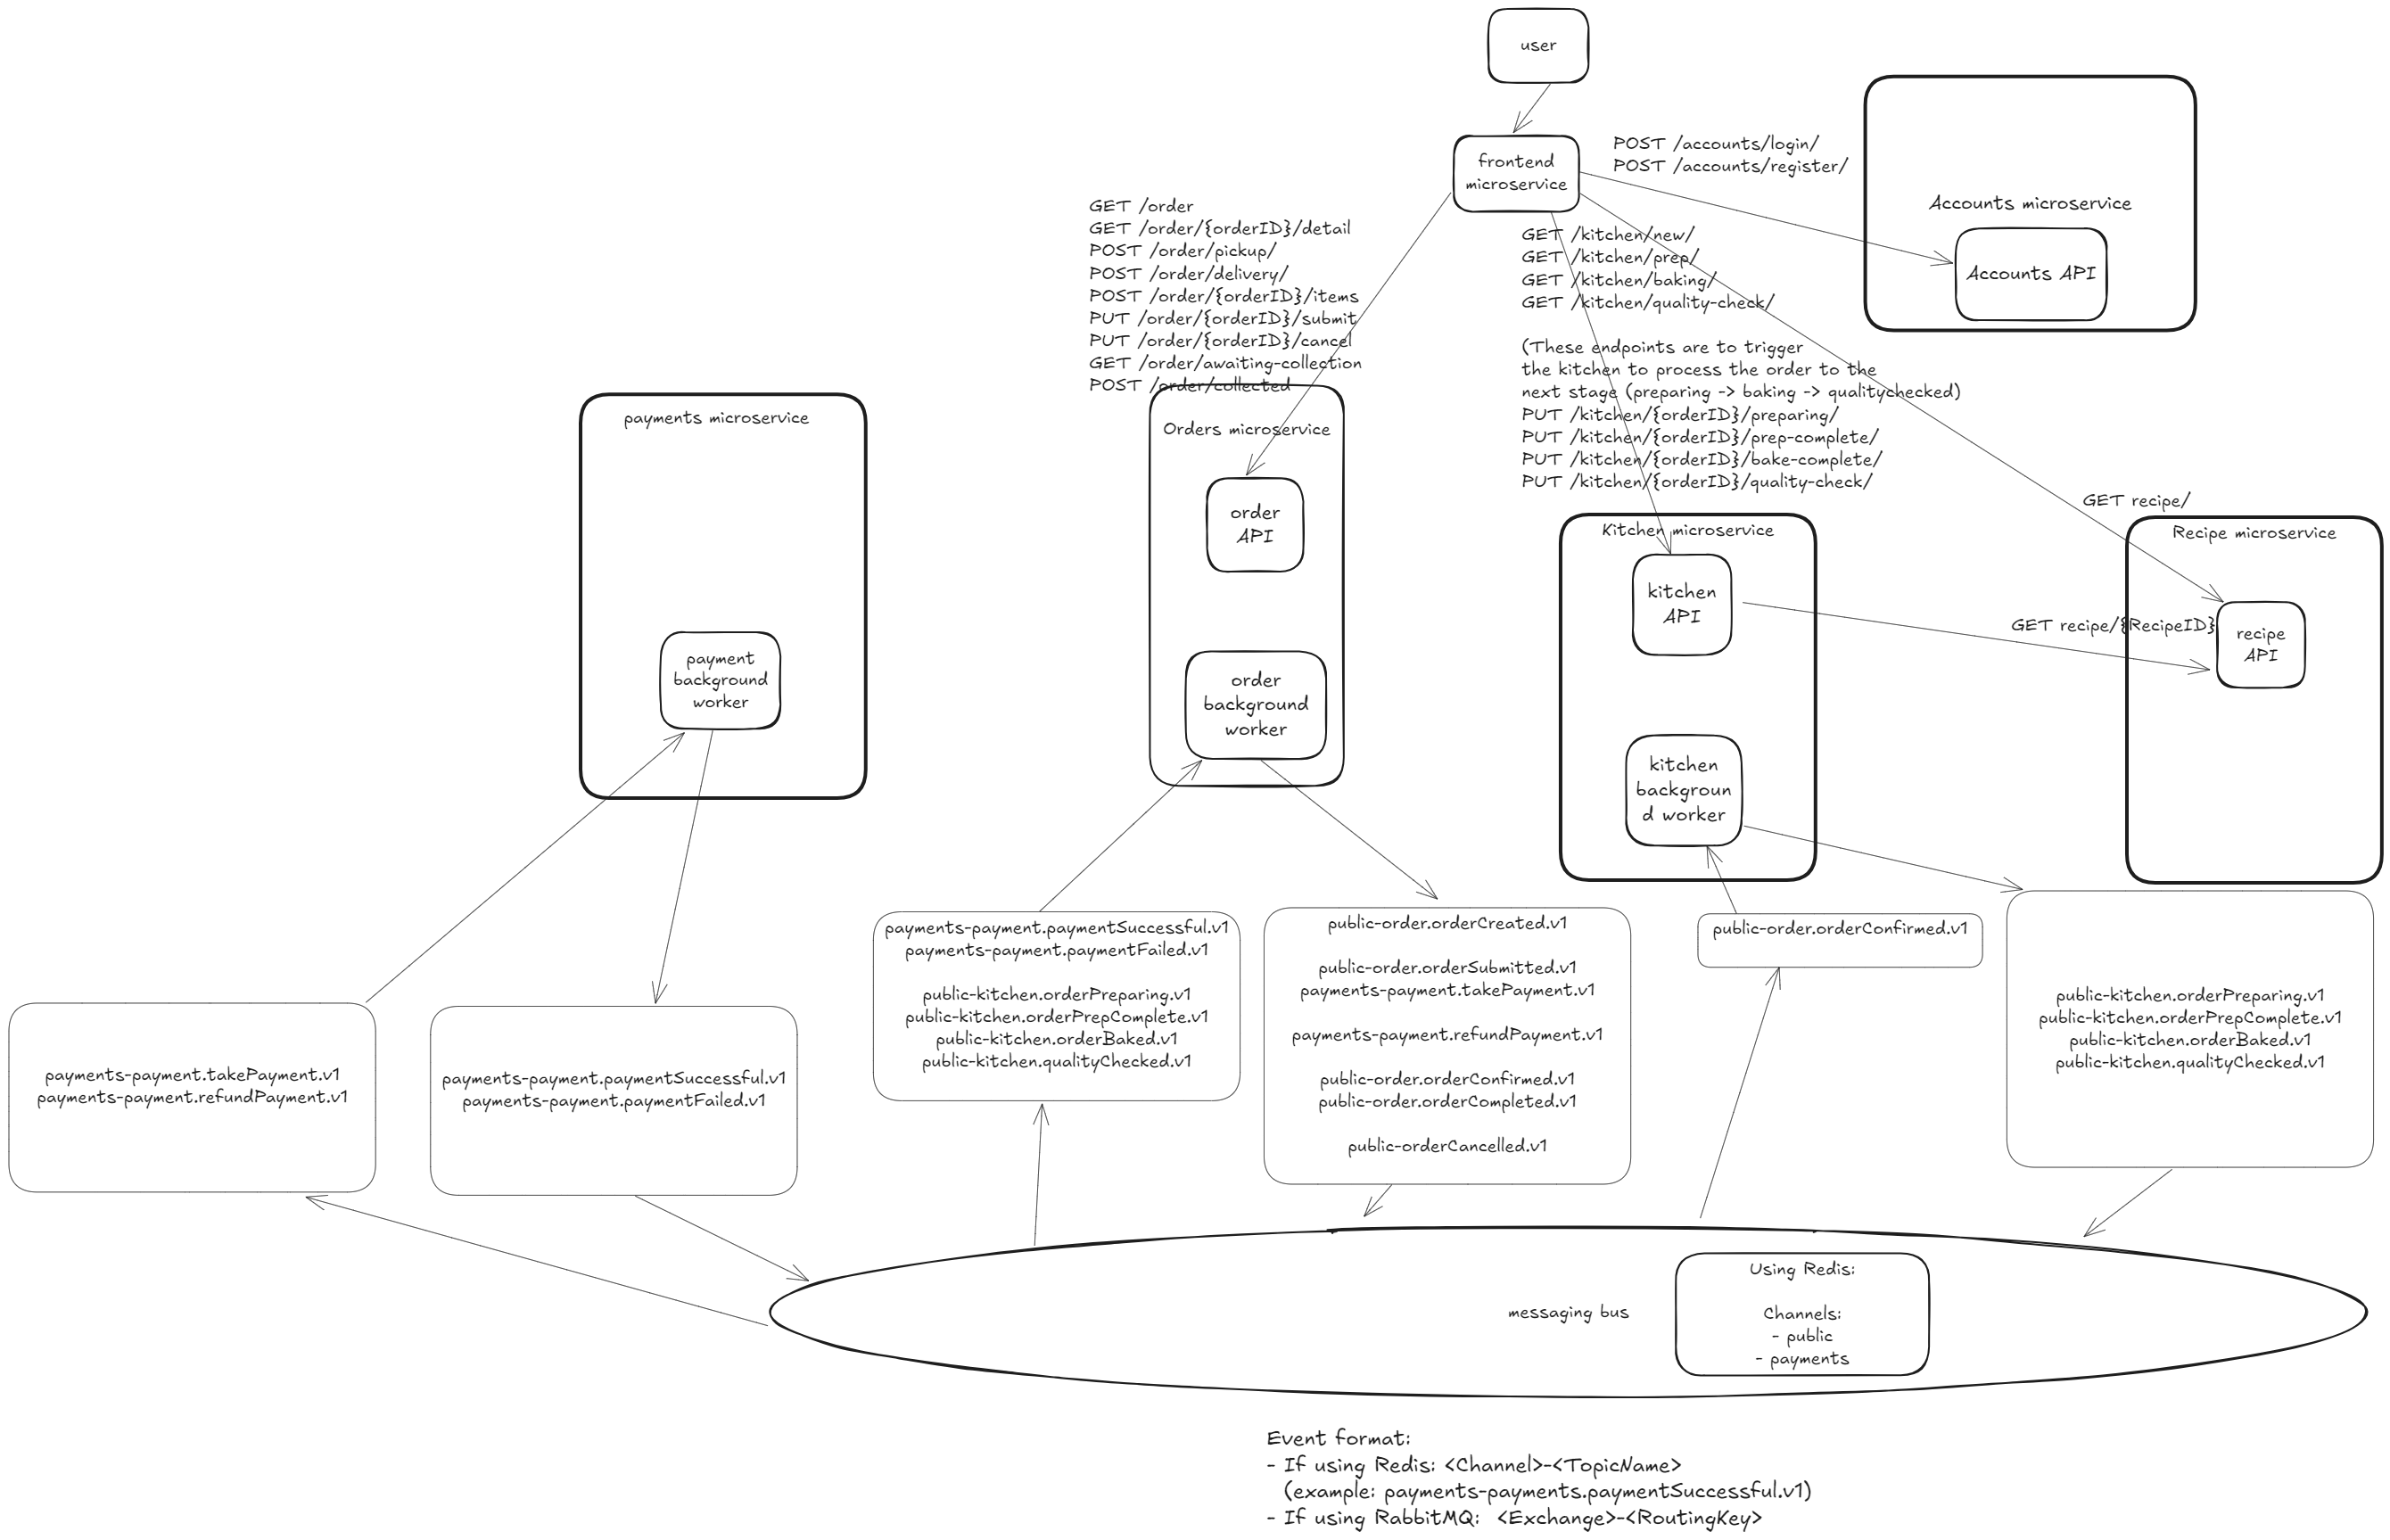 user
frontend
microservice
POST /accounts/login/
POST /accounts/register/
Accounts microservice
Accounts API
GET /order
GET /order/{orderID}/detail
POST /order/pickup/
POST /order/delivery/
POST /order/{orderID}/items
PUT /order/{orderID}/submit
PUT /order/{orderID}/cancel
GET /order/awaiting-collection
POST /order/collected
GET /kitchen/new/
GET /kitchen/prep/
GET /kitchen/baking/
GET /kitchen/quality-check/
(These endpoints are to trigger
the kitchen to process the order to the
next stage (preparing -> baking -> qualitychecked)
PUT /kitchen/{orderID}/preparing/
PUT /kitchen/{orderID}/prep-complete/
PUT /kitchen/{orderID}/bake-complete/
PUT /kitchen/{orderID}/quality-check/
payments microservice
payment
background
worker
Orders microservice
order
API
order
background
worker
Kitchen microservice
kitchen
API
kitchen
backgroun
d worker
GET recipe/
Recipe microservice
GET recipe/{RecipeID}
recipe
API
payments-payment.takePayment.v1
payments-payment.refundPayment.v1
payments-payment.paymentSuccessful.v1
payments-payment.paymentFailed.v1
payments-payment.paymentSuccessful.v1
payments-payment.paymentFailed.v1
public-kitchen.orderPreparing.v1
public-kitchen.orderPrepComplete.v1
public-kitchen.orderBaked.v1
public-kitchen.qualityChecked.v1
public-order.orderCreated.v1
public-order.orderSubmitted.v1
payments-payment.takePayment.v1
payments-payment.refundPayment.v1
public-order.orderConfirmed.v1
public-order.orderCompleted.v1
public-orderCancelled.v1
public-order.orderConfirmed.v1
public-kitchen.orderPreparing.v1
public-kitchen.orderPrepComplete.v1
public-kitchen.orderBaked.v1
public-kitchen.qualityChecked.v1
messaging bus
Using Redis:
Channels:
- public
- payments
Event format:
- If using Redis: <Channel>-<TopicName>
(example: payments-payments.paymentSuccessful.v1)
- If using RabbitMQ: <Exchange>-<RoutingKey>